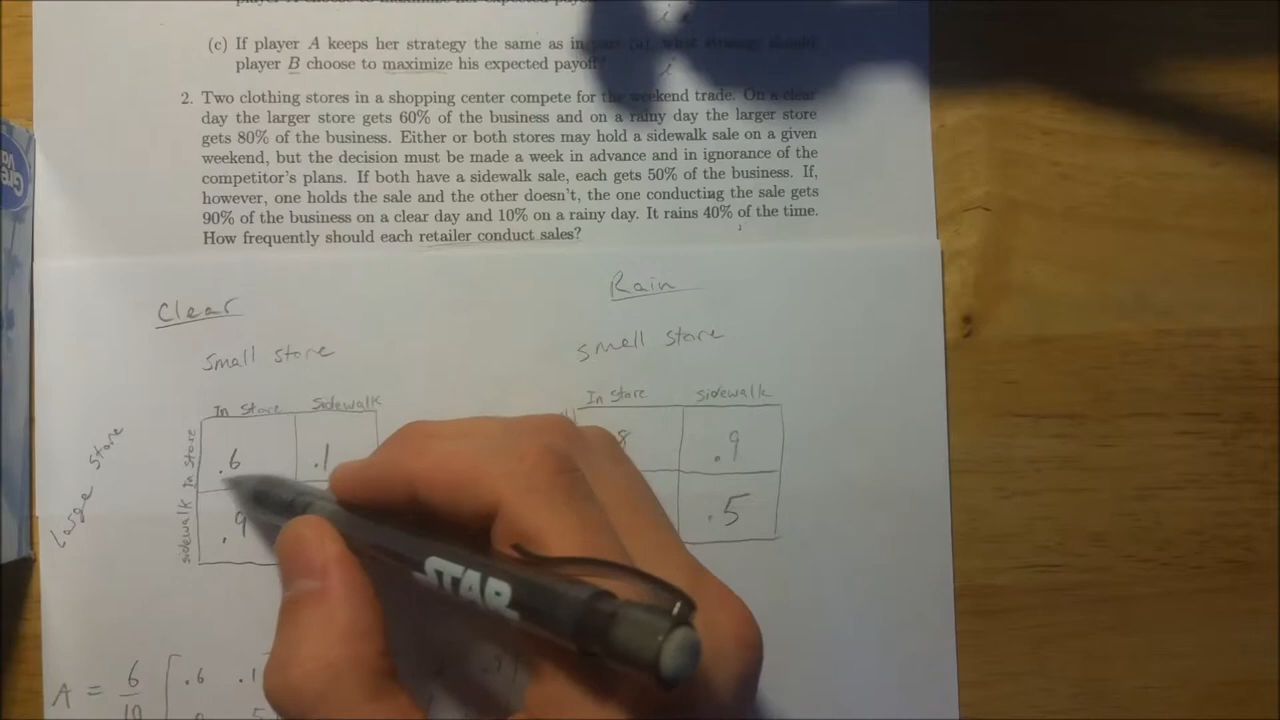 (c) If player A keeps her strategy the same as in part (a), what strategy should
player B choose to maximize his expected payoff?
2. Two clothing stores in a shopping center compete for the weekend trade. On a clear
day the larger store gets 60% of the business and on a rainy day the larger store
gets 80% of the business. Either or both stores may hold a sidewalk sale on a given
weekend, but the decision must be made a week in advance and in ignorance of the
competitor's plans. If both have a sidewalk sale, each gets 50% of the business. If,
however, one holds the sale and the other doesn't, the one conducting the sale gets
90% of the business on a clear day and 10% on a rainy day. It rains 40% of the time.
How frequently should each retailer conduct sales?
Clear
Rain
Small store
Small store
In Store Sidewalk
In Store Sidewalk
Large store
In Store
.6 .1
8 .9
sidewalk
.9
.5
STAR
A = 6/10 .6 .1